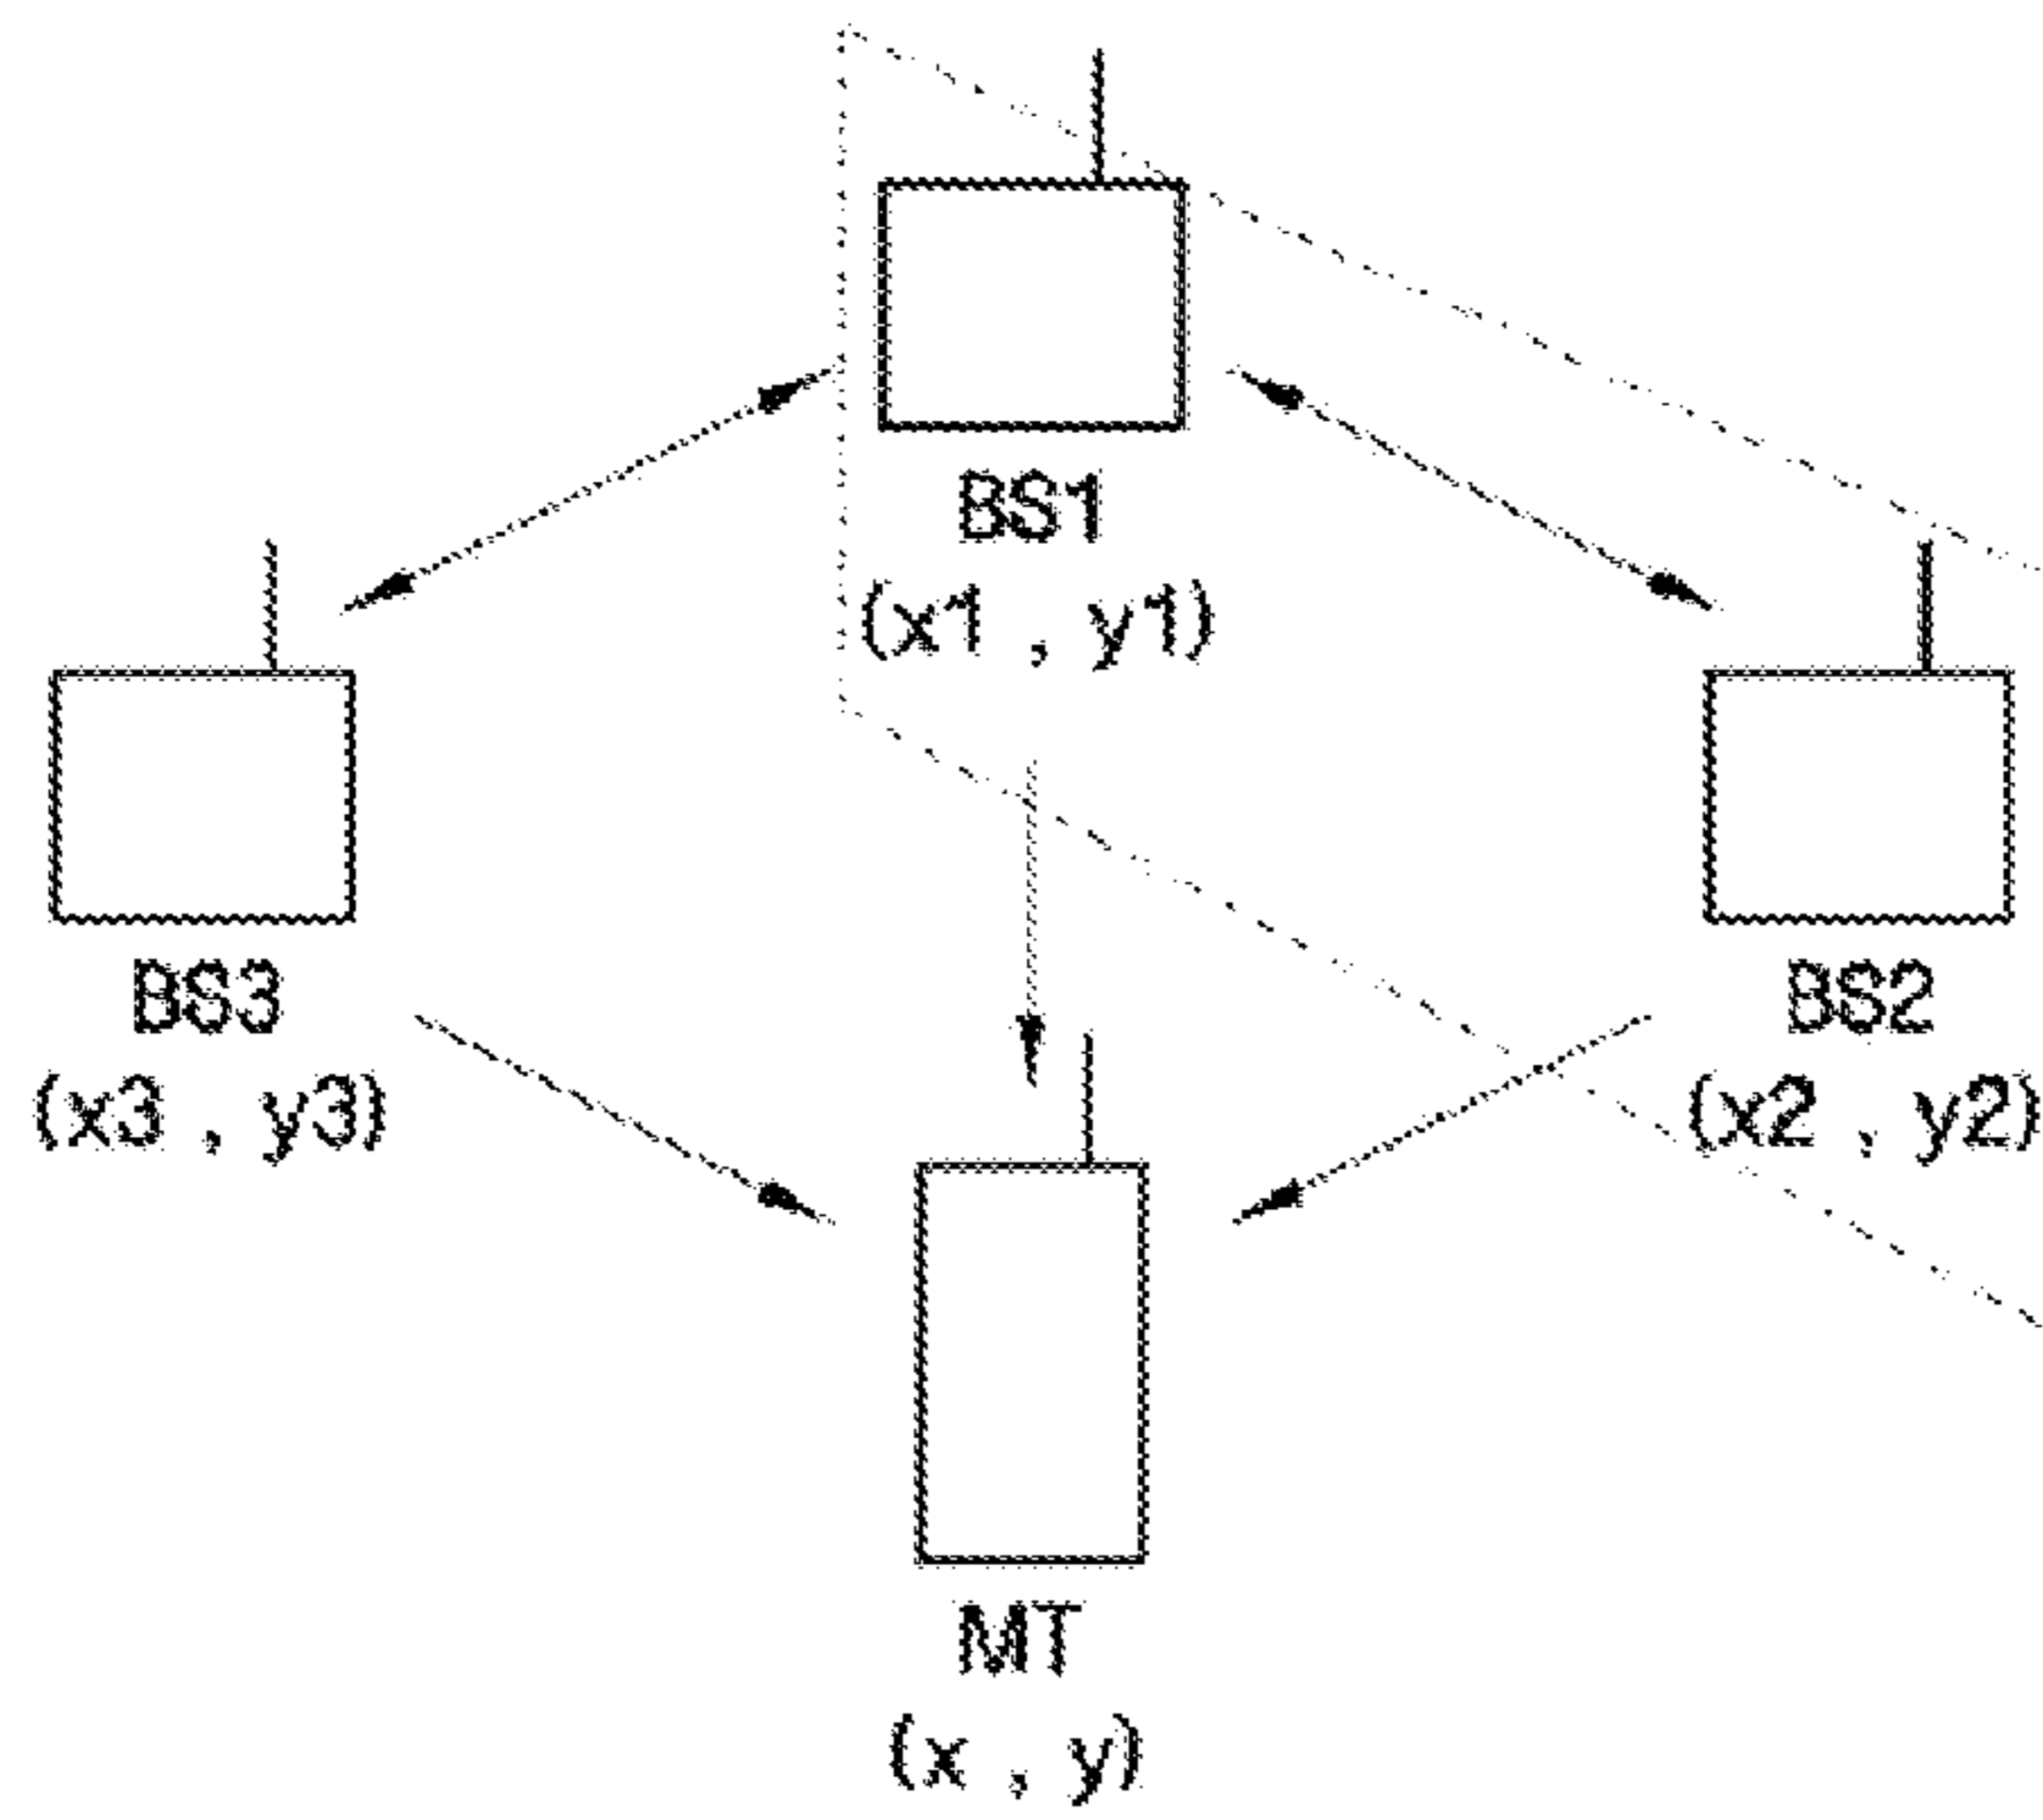 BS1
(x1 , y1)
BS3
(x3 , y3)
BS2
(x2 , y2)
MT
(x , y)